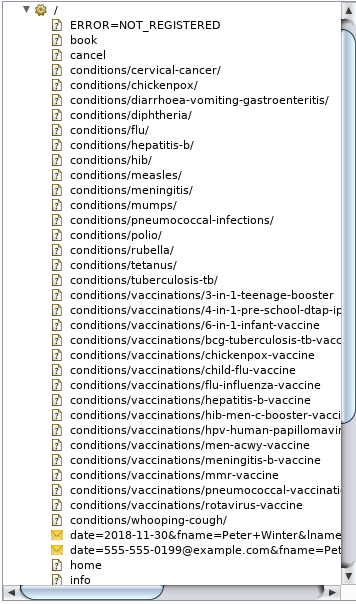 /
ERROR=NOT_REGISTERED
book
cancel
conditions/cervical-cancer/
conditions/chickenpox/
conditions/diarrhoea-vomiting-gastroenteritis/
conditions/diphtheria/
conditions/flu/
conditions/hepatitis-b/
conditions/hib/
conditions/measles/
conditions/meningitis/
conditions/mumps/
conditions/pneumococcal-infections/
conditions/polio/
conditions/rubella/
conditions/tetanus/
conditions/tuberculosis-tb/
conditions/vaccinations/3-in-1-teenage-booster
conditions/vaccinations/4-in-1-pre-school-dtap-ip
conditions/vaccinations/6-in-1-infant-vaccine
conditions/vaccinations/bcg-tuberculosis-tb-vacc
conditions/vaccinations/chickenpox-vaccine
conditions/vaccinations/child-flu-vaccine
conditions/vaccinations/flu-influenza-vaccine
conditions/vaccinations/hepatitis-b-vaccine
conditions/vaccinations/hib-men-c-booster-vacci
conditions/vaccinations/hpv-human-papillomavir
conditions/vaccinations/men-acwy-vaccine
conditions/vaccinations/meningitis-b-vaccine
conditions/vaccinations/mmr-vaccine
conditions/vaccinations/pneumococcal-vaccinati
conditions/vaccinations/rotavirus-vaccine
conditions/whooping-cough/
date=2018-11-30&fname=Peter+Winter&lname
date=555-555-0199@example.com&fname=Pet
home
info